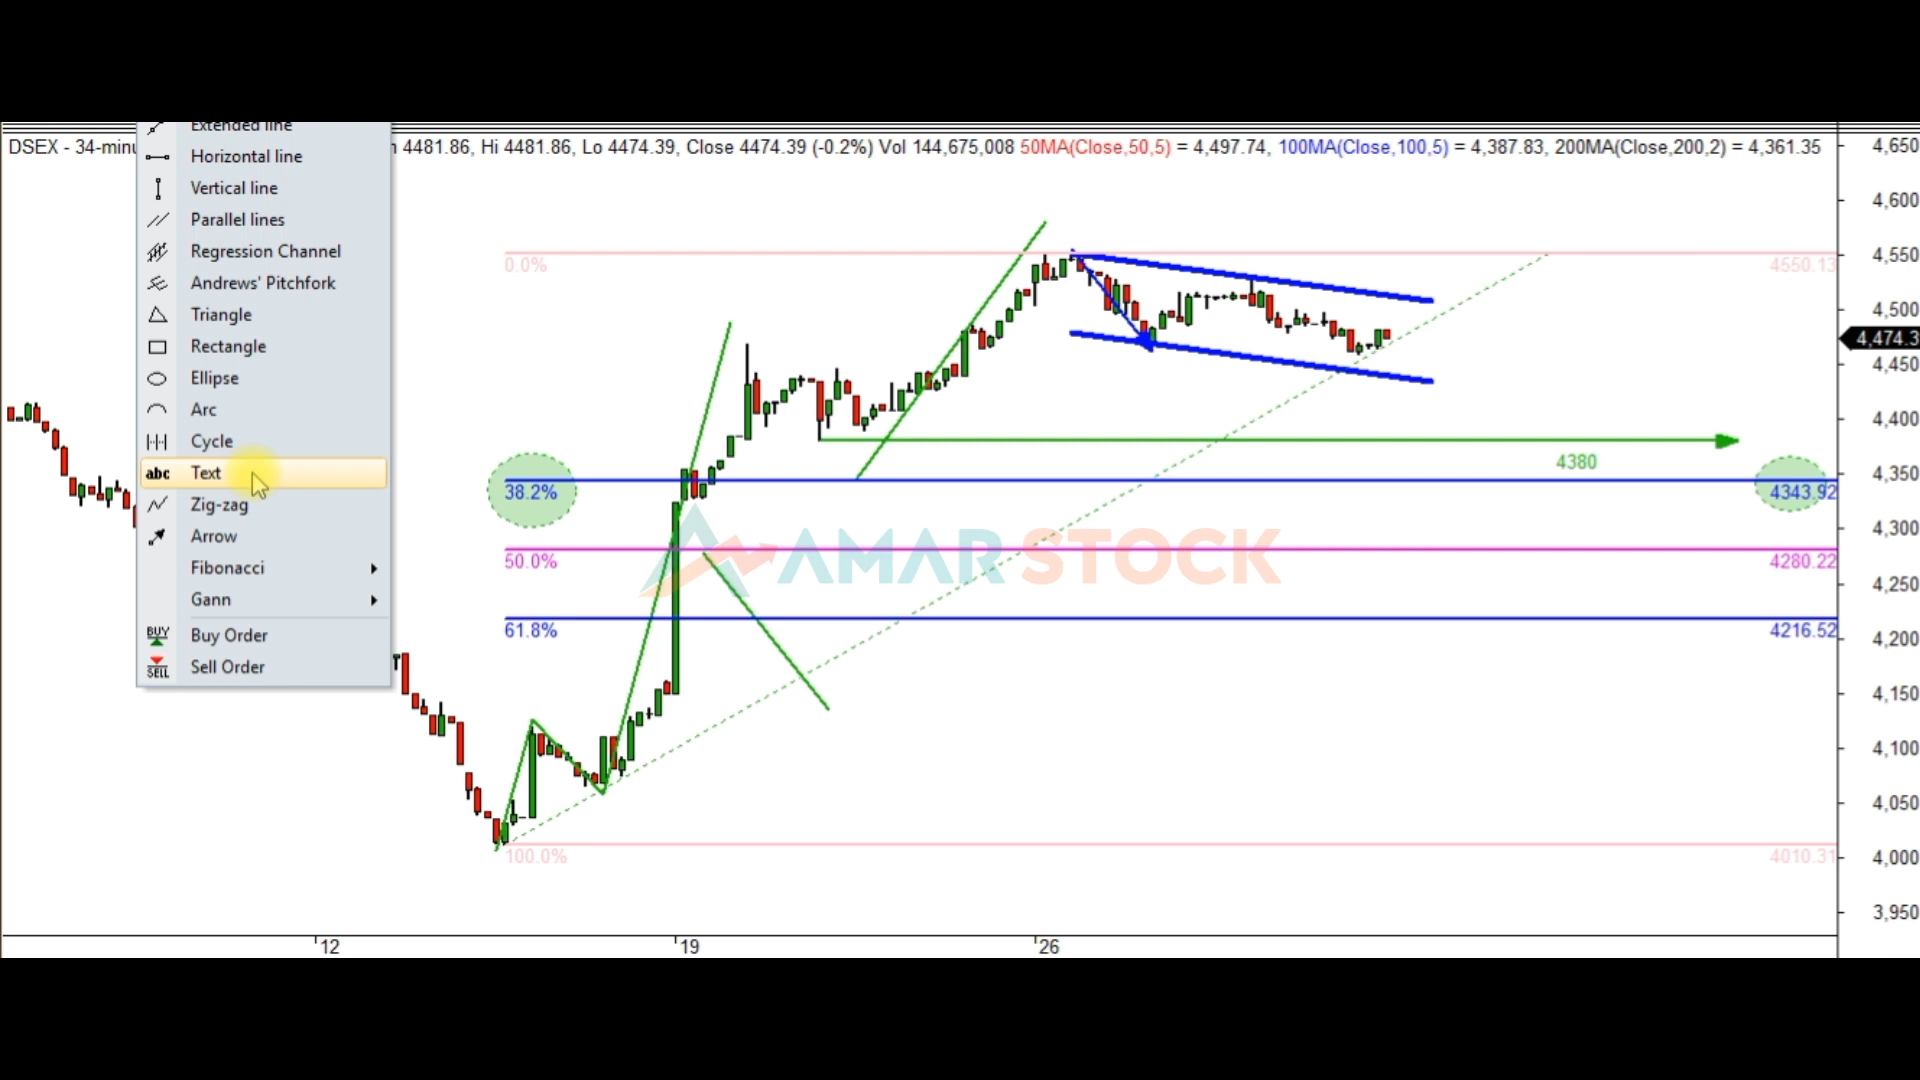 Extended line
DSEX - 34-minu n 4481.86, Hi 4481.86, Lo 4474.39, Close 4474.39 (-0.2%) Vol 144,675,008 50MA(Close,50,5) = 4,497.74, 100MA(Close,100,5) = 4,387.83, 200MA(Close,200,2) = 4,361.35
4,650
Horizontal line
Vertical line
4,600
Parallel lines
Regression Channel
4,550
0.0%
4550.13
Andrews' Pitchfork
Triangle
4,500
4,474.3
Rectangle
4,450
Ellipse
Arc
4,400
Cycle
4380
abc Text
4,350
38.2%
4343.92
Zig-zag
4,300
Arrow
AMAR STOCK
50.0%
4280.22
Fibonacci
4,250
Gann
61.8%
4216.52
BUY Buy Order
4,200
SELL Sell Order
4,150
4,100
4,050
100.0%
4010.31
4,000
3,950
12
19
26